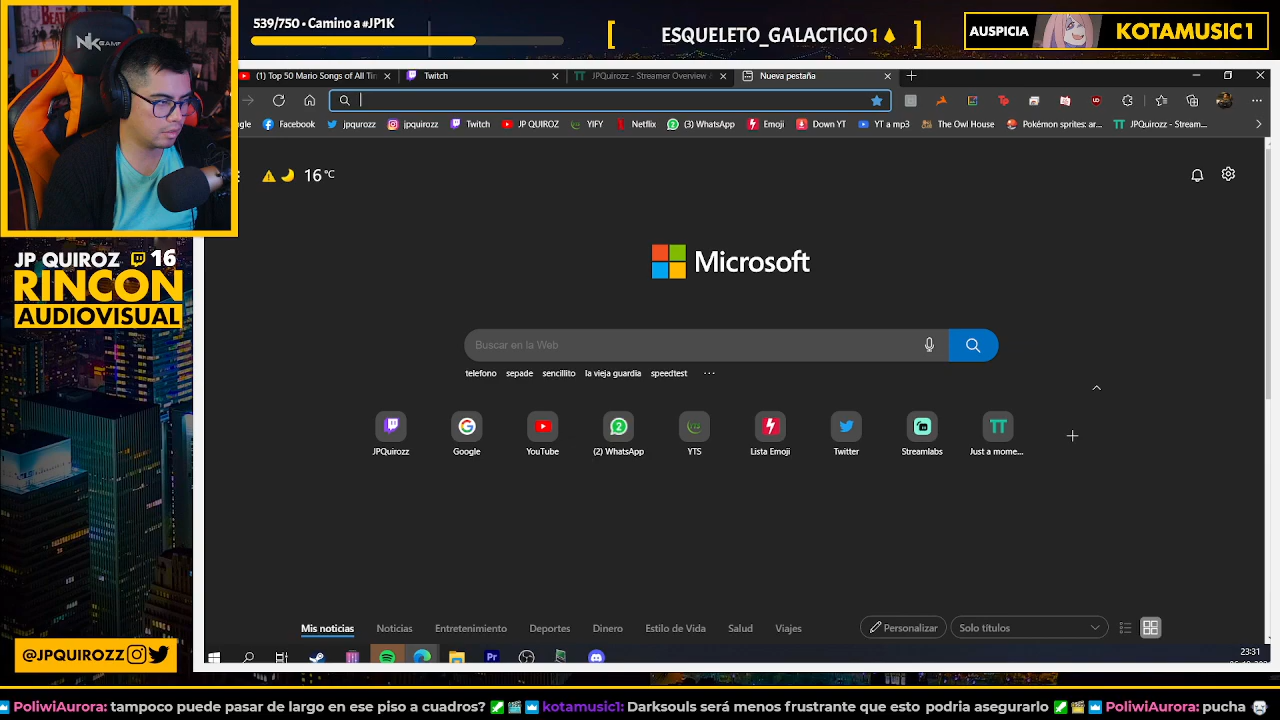 539/750 • Camino a #JP1K
ESQUELETO_GALACTICO 1
AUSPICIA
KOTAMUSIC1
NK
(1) Top 50 Mario Songs of All Tim
Twitch
JPQuirozz - Streamer Overview &
Nueva pestaña
gle
Facebook
jpqurozz
jpquirozz
Twitch
JP QUIROZ
YIFY
Netflix
(3) WhatsApp
Emoji
Down YT
YT a mp3
The Owl House
Pokémon sprites: ar...
JPQuirozz - Stream...
16 °C
Microsoft
Buscar en la Web
telefono
sepade
sencillito
la vieja guardia
speedtest
...
JPQuirozz
Google
YouTube
(2) WhatsApp
YTS
Lista Emoji
Twitter
Streamlabs
Just a mome...
JP QUIROZ 16
RINCON
AUDIOVISUAL
Mis noticias
Noticias
Entretenimiento
Deportes
Dinero
Estilo de Vida
Salud
Viajes
Personalizar
Solo títulos
23:31
@JPQUIROZZ
PoliwiAurora: tampoco puede pasar de largo en ese piso a cuadros? kotamusic1: Darksouls será menos frustrante que esto podria asegurarlo PoliwiAurora: pucha